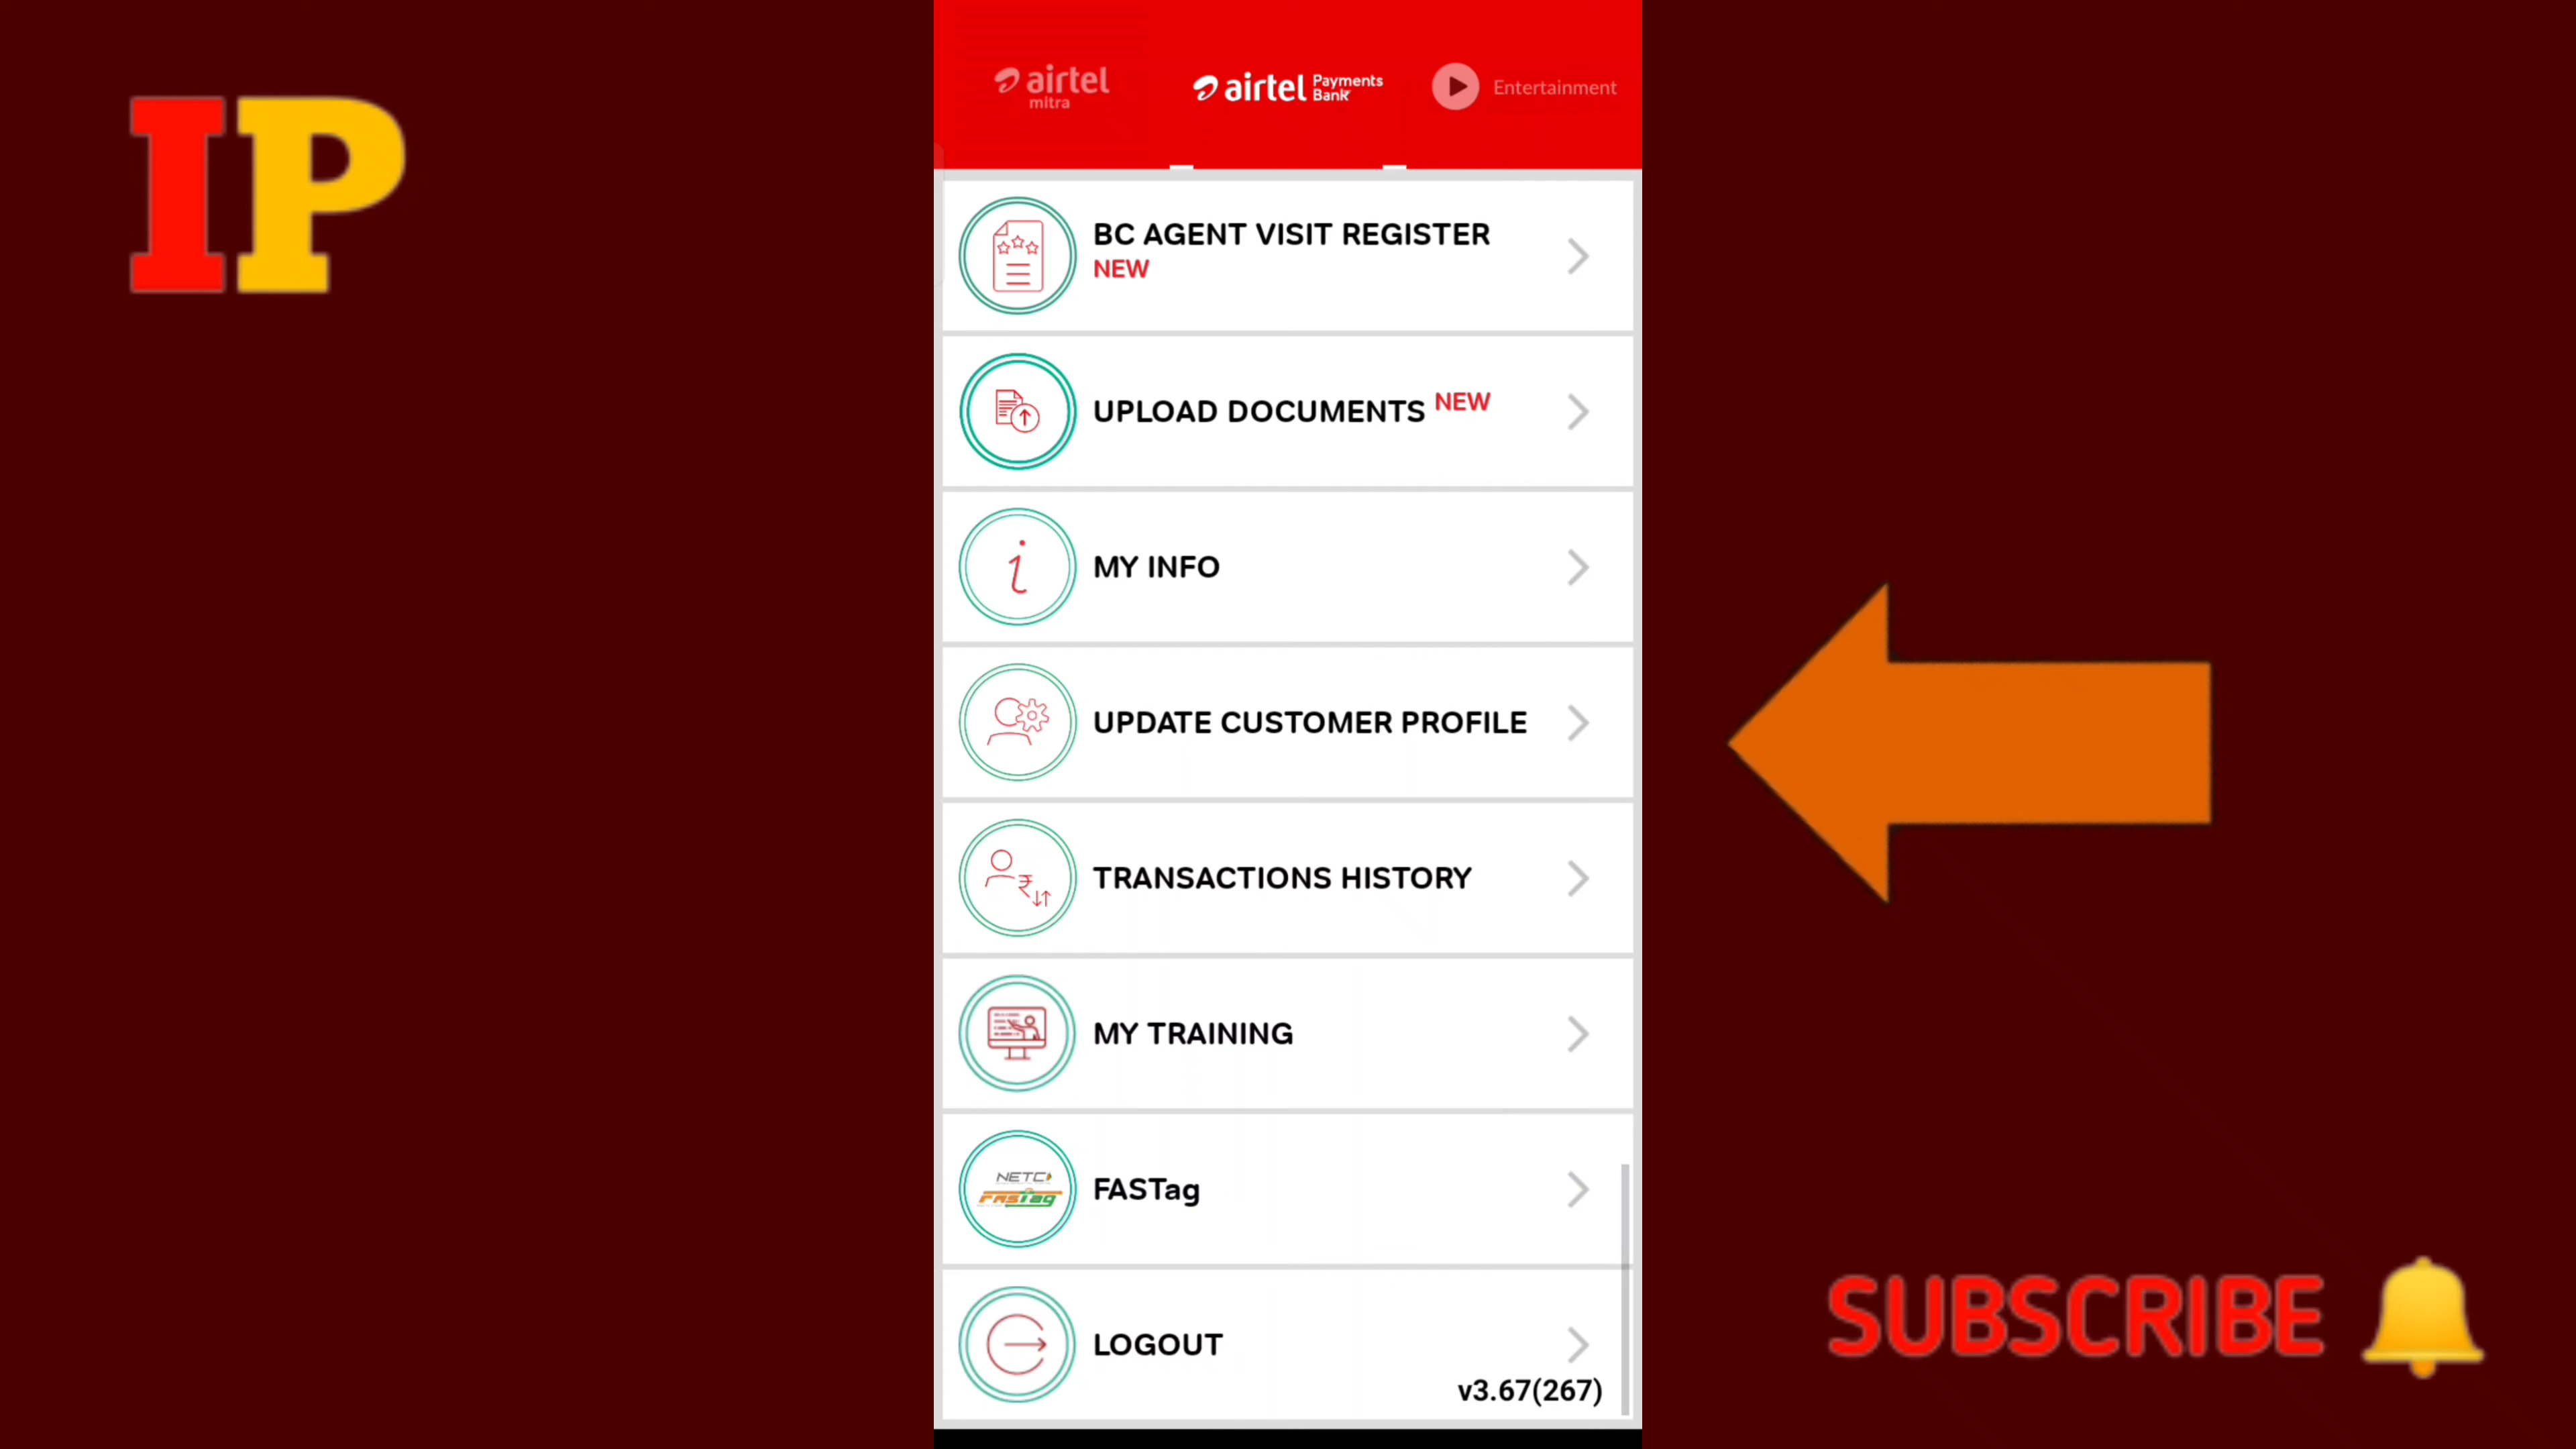 IP
airtel
mitra
airtel Payments
Bank
Entertainment
BC AGENT VISIT REGISTER
NEW
UPLOAD DOCUMENTS NEW
i
MY INFO
UPDATE CUSTOMER PROFILE
₹
TRANSACTIONS HISTORY
MY TRAINING
NETC
FASTag
FASTag
LOGOUT
v3.67(267)
SUBSCRIBE